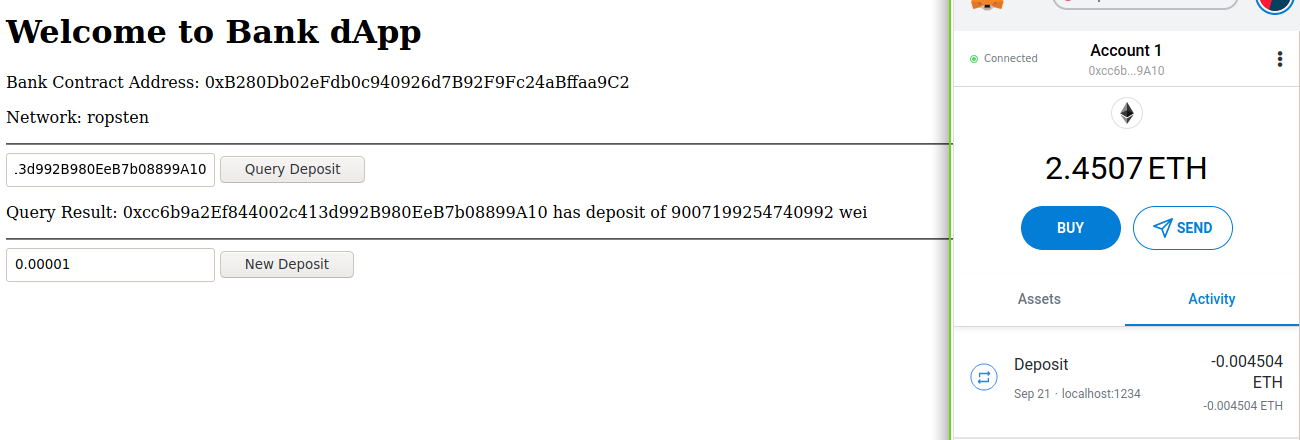 Welcome to Bank dApp
Bank Contract Address: 0xB280Db02eFdb0c940926d7B92F9Fc24aBffaa9C2
Network: ropsten
.3d992B980EeB7b08899A10 Query Deposit
Query Result: 0xcc6b9a2Ef844002c413d992B980EeB7b08899A10 has deposit of 9007199254740992 wei
0.00001 New Deposit
Connected
Account 1
0xcc6b...9A10
2.4507 ETH
BUY SEND
Assets Activity
Deposit
-0.004504
ETH
Sep 21 · localhost:1234
-0.004504 ETH